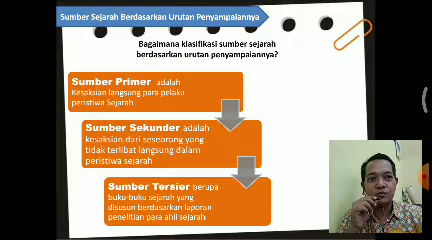 Sumber Sejarah Berdasarkan Urutan Penyampaiannya
Bagaimana klasifikasi sumber sejarah
berdasarkan urutan penyampaiannya?
Sumber Primer adalah
Kesaksian langsung para pelaku
peristiwa Sejarah
Sumber Sekunder adalah
kesaksian dari seseorang yang
tidak terlibat langsung dalam
peristiwa sejarah
Sumber Tersier berupa
buku-buku sejarah yang
disusun berdasarkan laporan
penelitian para ahli sejarah